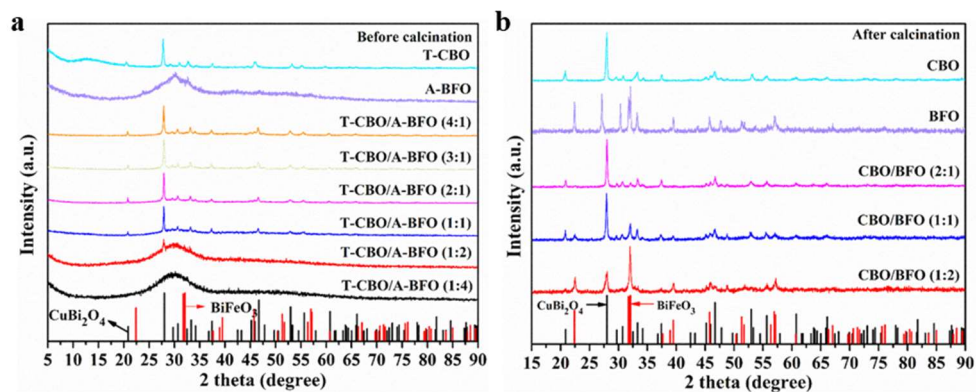 a
Before calcination
T-CBO
A-BFO
T-CBO/A-BFO (4:1)
T-CBO/A-BFO (3:1)
T-CBO/A-BFO (2:1)
T-CBO/A-BFO (1:1)
T-CBO/A-BFO (1:2)
T-CBO/A-BFO (1:4)
CuBi₂O₄
BiFeO₃
Intensity (a.u.)
5 10 15 20 25 30 35 40 45 50 55 60 65 70 75 80 85 90
2 theta (degree)
b
After calcination
CBO
BFO
CBO/BFO (2:1)
CBO/BFO (1:1)
CBO/BFO (1:2)
CuBi₂O₄
BiFeO₃
Intensity (a.u.)
15 20 25 30 35 40 45 50 55 60 65 70 75 80 85 90
2 theta (degree)